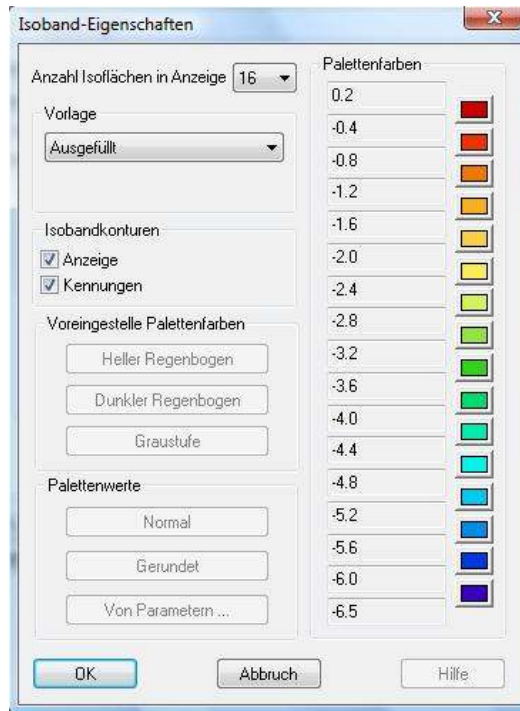 Isoband-Eigenschaften
Anzahl Isoflächen in Anzeige 16
Vorlage
Ausgefüllt
Isobandkonturen
Anzeige
Kennungen
Voreingestelle Palettenfarben
Heller Regenbogen
Dunkler Regenbogen
Graustufe
Palettenwerte
Normal
Gerundet
Von Parametern ...
Palettenfarben
0.2
-0.4
-0.8
-1.2
-1.6
-2.0
-2.4
-2.8
-3.2
-3.6
-4.0
-4.4
-4.8
-5.2
-5.6
-6.0
-6.5
OK
Abbruch
Hilfe